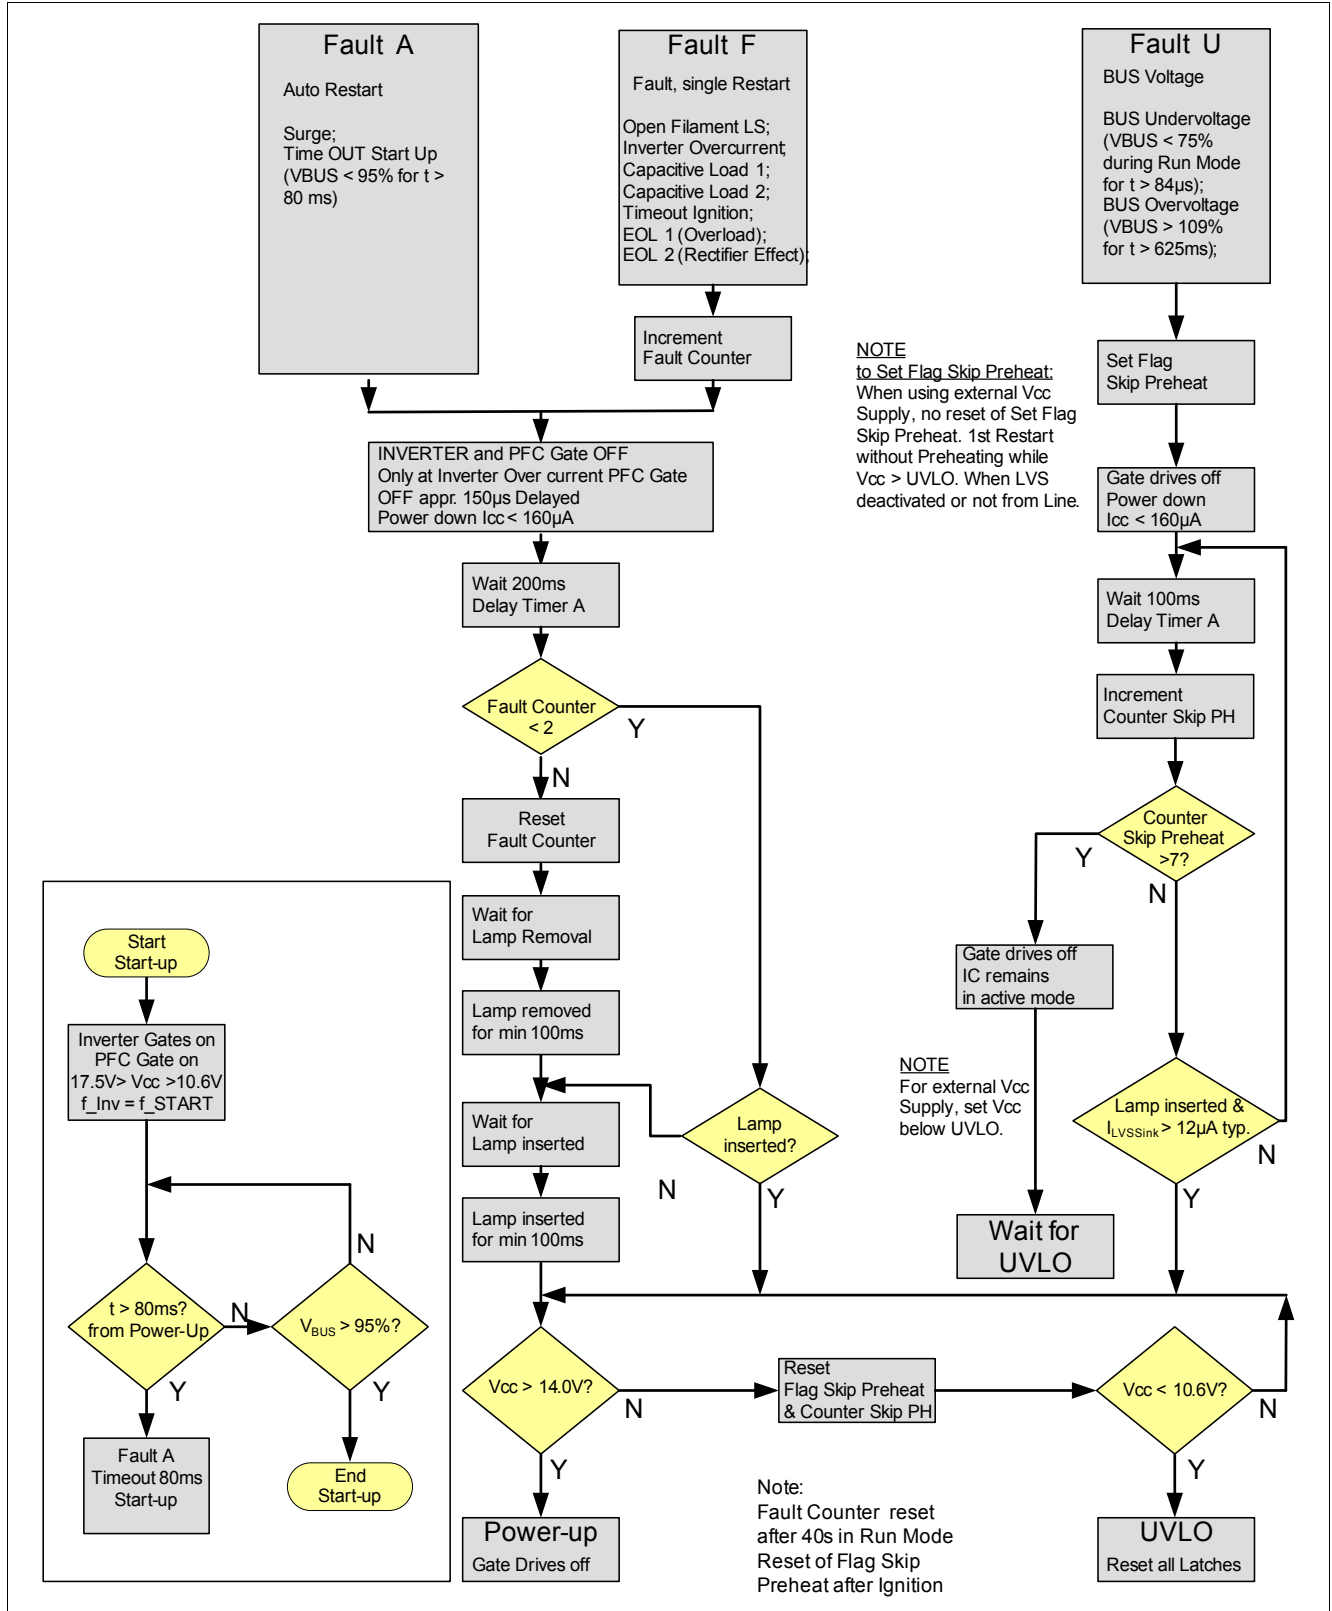 Fault A
Auto Restart
Surge;
Time OUT Start Up
(VBUS < 95% for t >
80 ms)
Fault F
Fault, single Restart
Open Filament LS;
Inverter Overcurrent;
Capacitive Load 1;
Capacitive Load 2;
Timeout Ignition;
EOL 1 (Overload);
EOL 2 (Rectifier Effect);
Fault U
BUS Voltage
BUS Undervoltage
(VBUS < 75%
during Run Mode
for t > 84µs);
BUS Overvoltage
(VBUS > 109%
for t > 625ms);
Increment
Fault Counter
NOTE
to Set Flag Skip Preheat:
When using external Vcc
Supply, no reset of Set Flag
Skip Preheat. 1st Restart
without Preheating while
Vcc > UVLO. When LVS
deactivated or not from Line.
Set Flag
Skip Preheat
INVERTER and PFC Gate OFF
Only at Inverter Over current PFC Gate
OFF appr. 150µs Delayed
Power down Icc < 160µA
Gate drives off
Power down
Icc < 160µA
Wait 200ms
Delay Timer A
Wait 100ms
Delay Timer A
Fault Counter
< 2
Y
N
Increment
Counter Skip PH
Reset
Fault Counter
Counter
Skip Preheat
>7?
Y
N
Wait for
Lamp Removal
Gate drives off
IC remains
in active mode
Lamp removed
for min 100ms
NOTE
For external Vcc
Supply, set Vcc
below UVLO.
Wait for
Lamp inserted
Lamp
inserted?
N
Y
Lamp inserted &
ILVSSink > 12µA typ.
N
Y
Lamp inserted
for min 100ms
Wait for
UVLO
Start
Start-up
Inverter Gates on
PFC Gate on
17.5V> Vcc >10.6V
f_Inv = f_START
N
t > 80ms?
from Power-Up
N
VBUS > 95%?
Y
Y
Fault A
Timeout 80ms
Start-up
End
Start-up
Vcc > 14.0V?
N
Y
Reset
Flag Skip Preheat
& Counter Skip PH
Vcc < 10.6V?
N
Y
Power-up
Gate Drives off
Note:
Fault Counter reset
after 40s in Run Mode
Reset of Flag Skip
Preheat after Ignition
UVLO
Reset all Latches